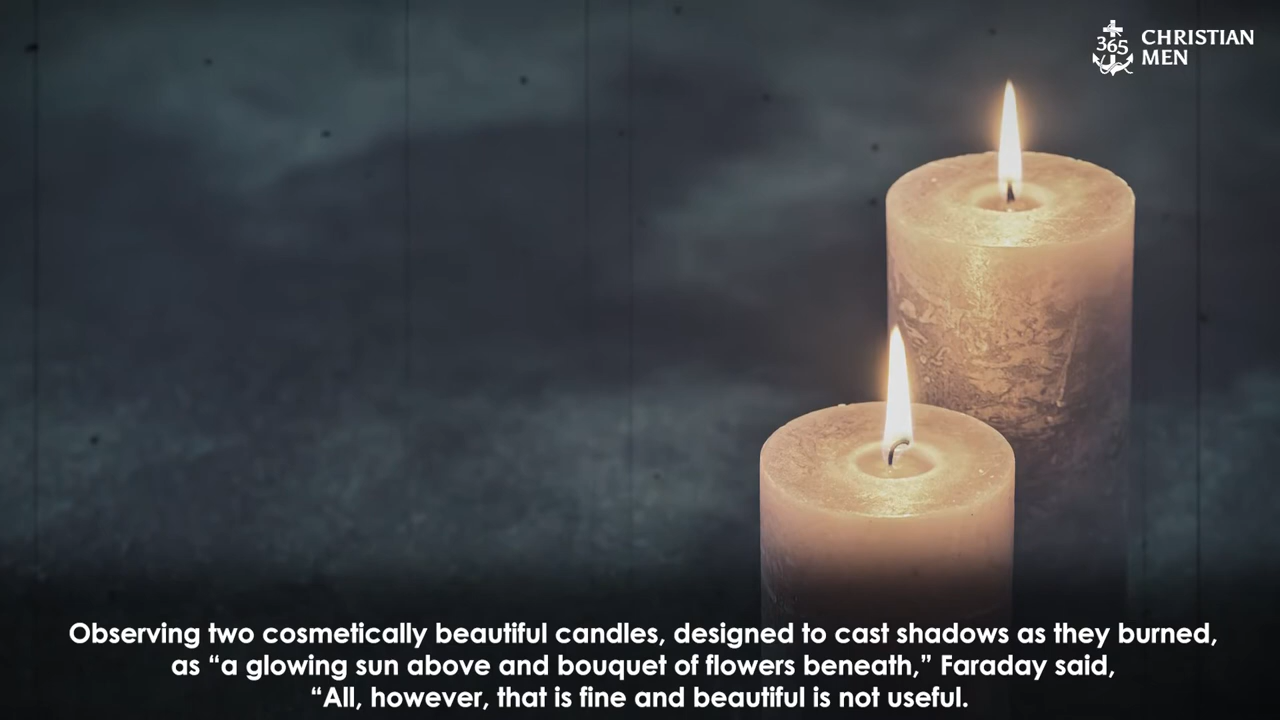 365
CHRISTIAN
MEN
Observing two cosmetically beautiful candles, designed to cast shadows as they burned,
as “a glowing sun above and bouquet of flowers beneath,” Faraday said,
“All, however, that is fine and beautiful is not useful.